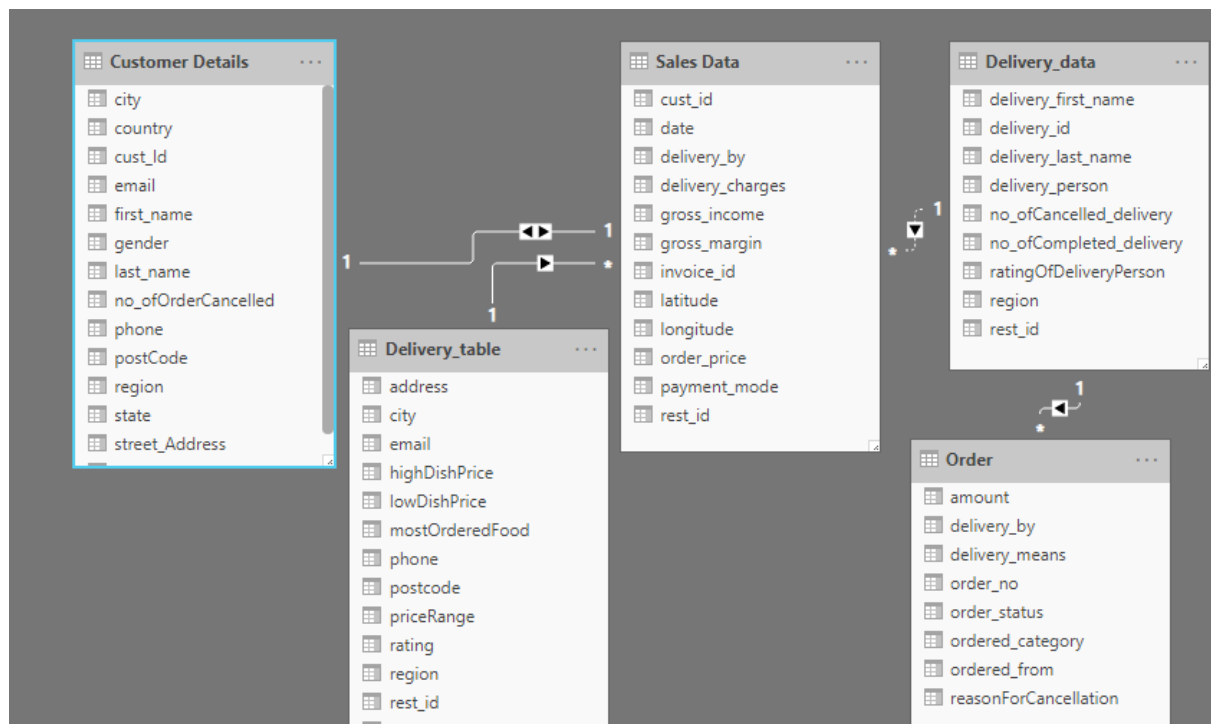 Customer Details ...
city
country
cust_Id
email
first_name
gender
last_name
no_ofOrderCancelled
phone
postCode
region
state
street_Address
1
1
1
*
Delivery_table ...
address
city
email
highDishPrice
lowDishPrice
mostOrderedFood
phone
postcode
priceRange
rating
region
rest_id
Sales Data ...
cust_id
date
delivery_by
delivery_charges
gross_income
gross_margin
invoice_id
latitude
longitude
order_price
payment_mode
rest_id
1
*
Delivery_data ...
delivery_first_name
delivery_id
delivery_last_name
delivery_person
no_ofCancelled_delivery
no_ofCompleted_delivery
ratingOfDeliveryPerson
region
rest_id
1
*
Order ...
amount
delivery_by
delivery_means
order_no
order_status
ordered_category
ordered_from
reasonForCancellation